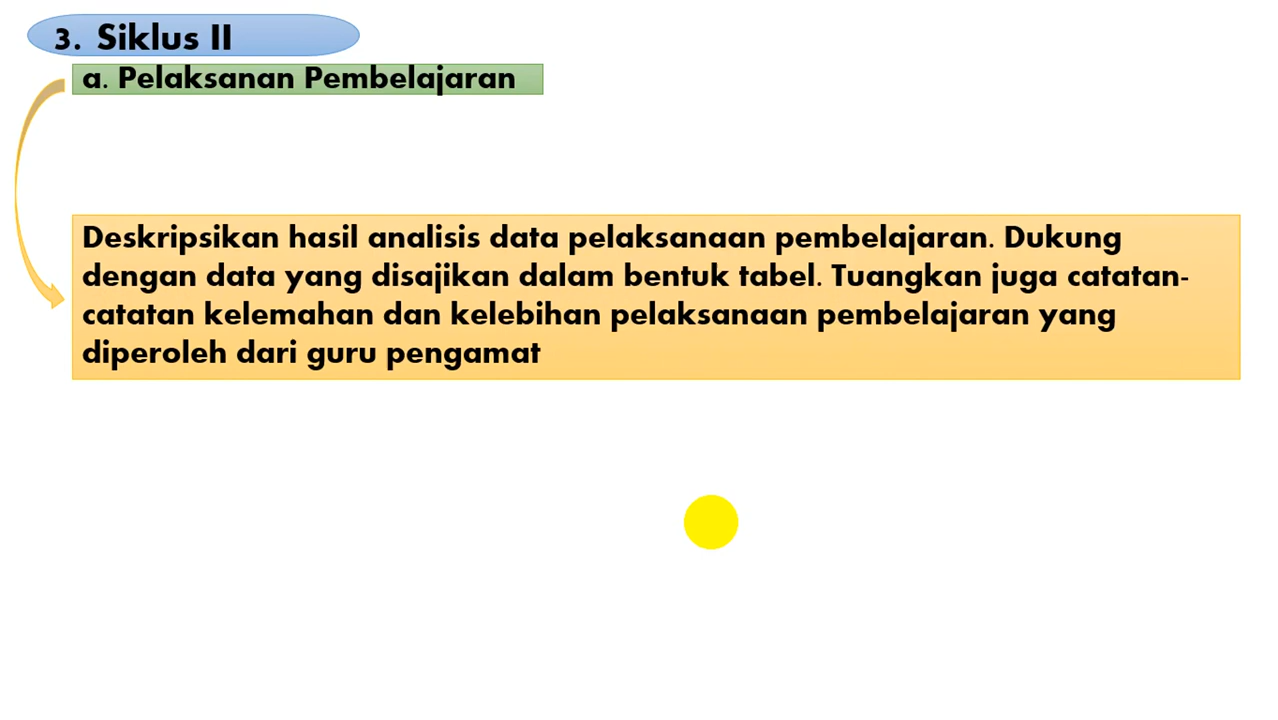 3. Siklus II
a. Pelaksanan Pembelajaran
Deskripsikan hasil analisis data pelaksanaan pembelajaran. Dukung
dengan data yang disajikan dalam bentuk tabel. Tuangkan juga catatan-
catatan kelemahan dan kelebihan pelaksanaan pembelajaran yang
diperoleh dari guru pengamat